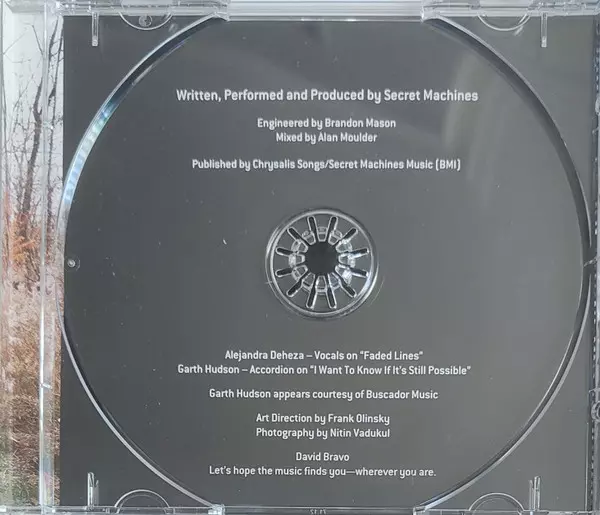 Written, Performed and Produced by Secret Machines
Engineered by Brandon Mason
Mixed by Alan Moulder
Published by Chrysalis Songs/Secret Machines Music (BMI)
Alejandra Deheza – Vocals on “Faded Lines”
Garth Hudson – Accordion on “I Want To Know If It’s Still Possible”
Garth Hudson appears courtesy of Buscador Music
Art Direction by Frank Olinsky
Photography by Nitin Vadukul
David Bravo
Let’s hope the music finds you—wherever you are.